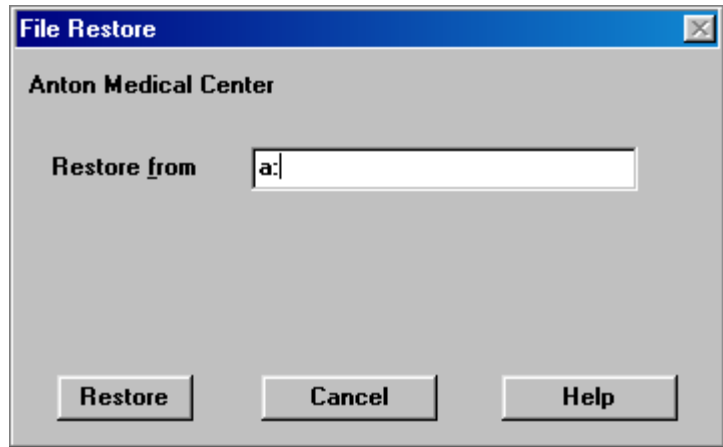 File Restore
Anton Medical Center
Restore from a:
Restore Cancel Help